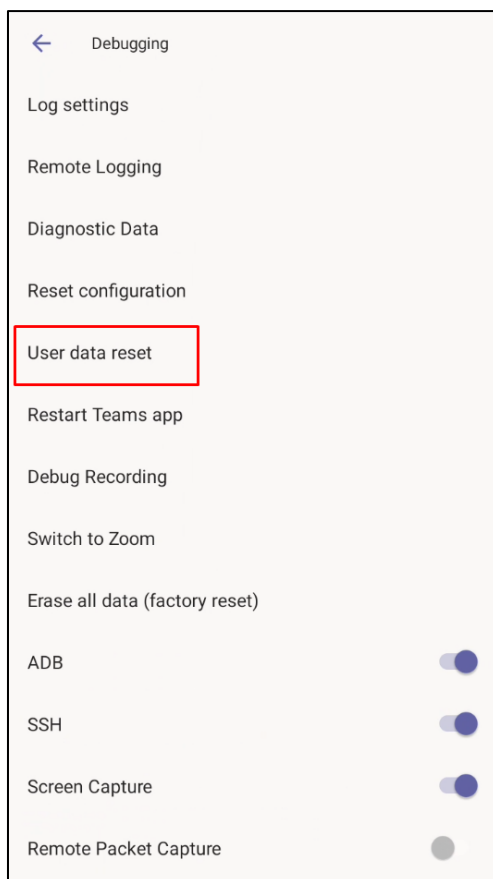 Debugging
Log settings
Remote Logging
Diagnostic Data
Reset configuration
User data reset
Restart Teams app
Debug Recording
Switch to Zoom
Erase all data (factory reset)
ADB
SSH
Screen Capture
Remote Packet Capture